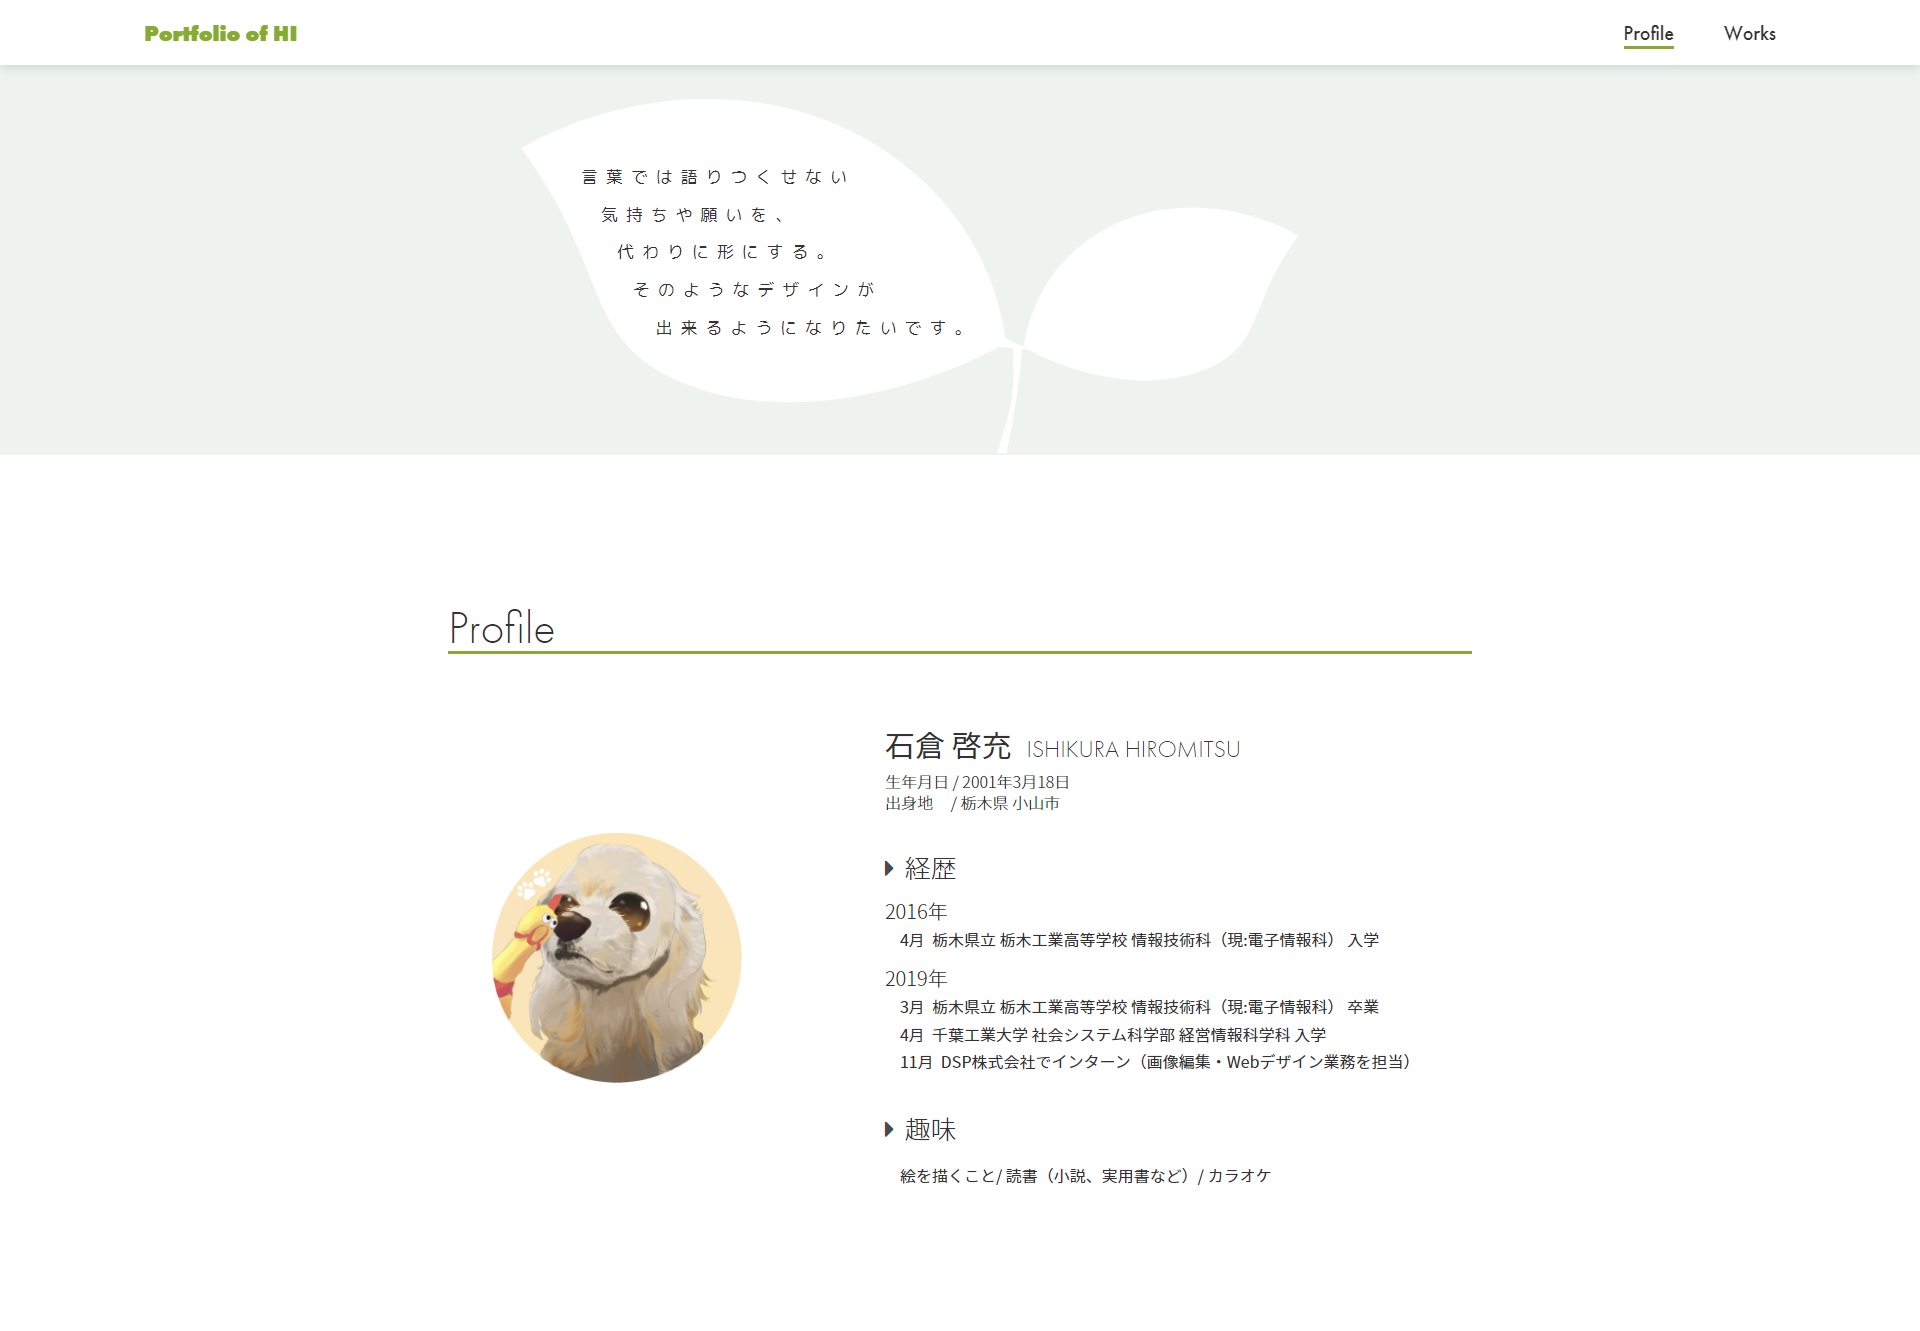 Portfolio of HI
Profile
Works
言葉では語りつくせない
気持ちや願いを、
代わりに形にする。
そのようなデザインが
出来るようになりたいです。
Profile
石倉 啓充 ISHIKURA HIROMITSU
生年月日 / 2001年3月18日
出身地 / 栃木県 小山市
経歴
2016年
4月 栃木県立 栃木工業高等学校 情報技術科（現:電子情報科） 入学
2019年
3月 栃木県立 栃木工業高等学校 情報技術科（現:電子情報科） 卒業
4月 千葉工業大学 社会システム科学部 経営情報科学科 入学
11月 DSP株式会社でインターン（画像編集・Webデザイン業務を担当）
趣味
絵を描くこと/ 読書（小説、実用書など）/ カラオケ